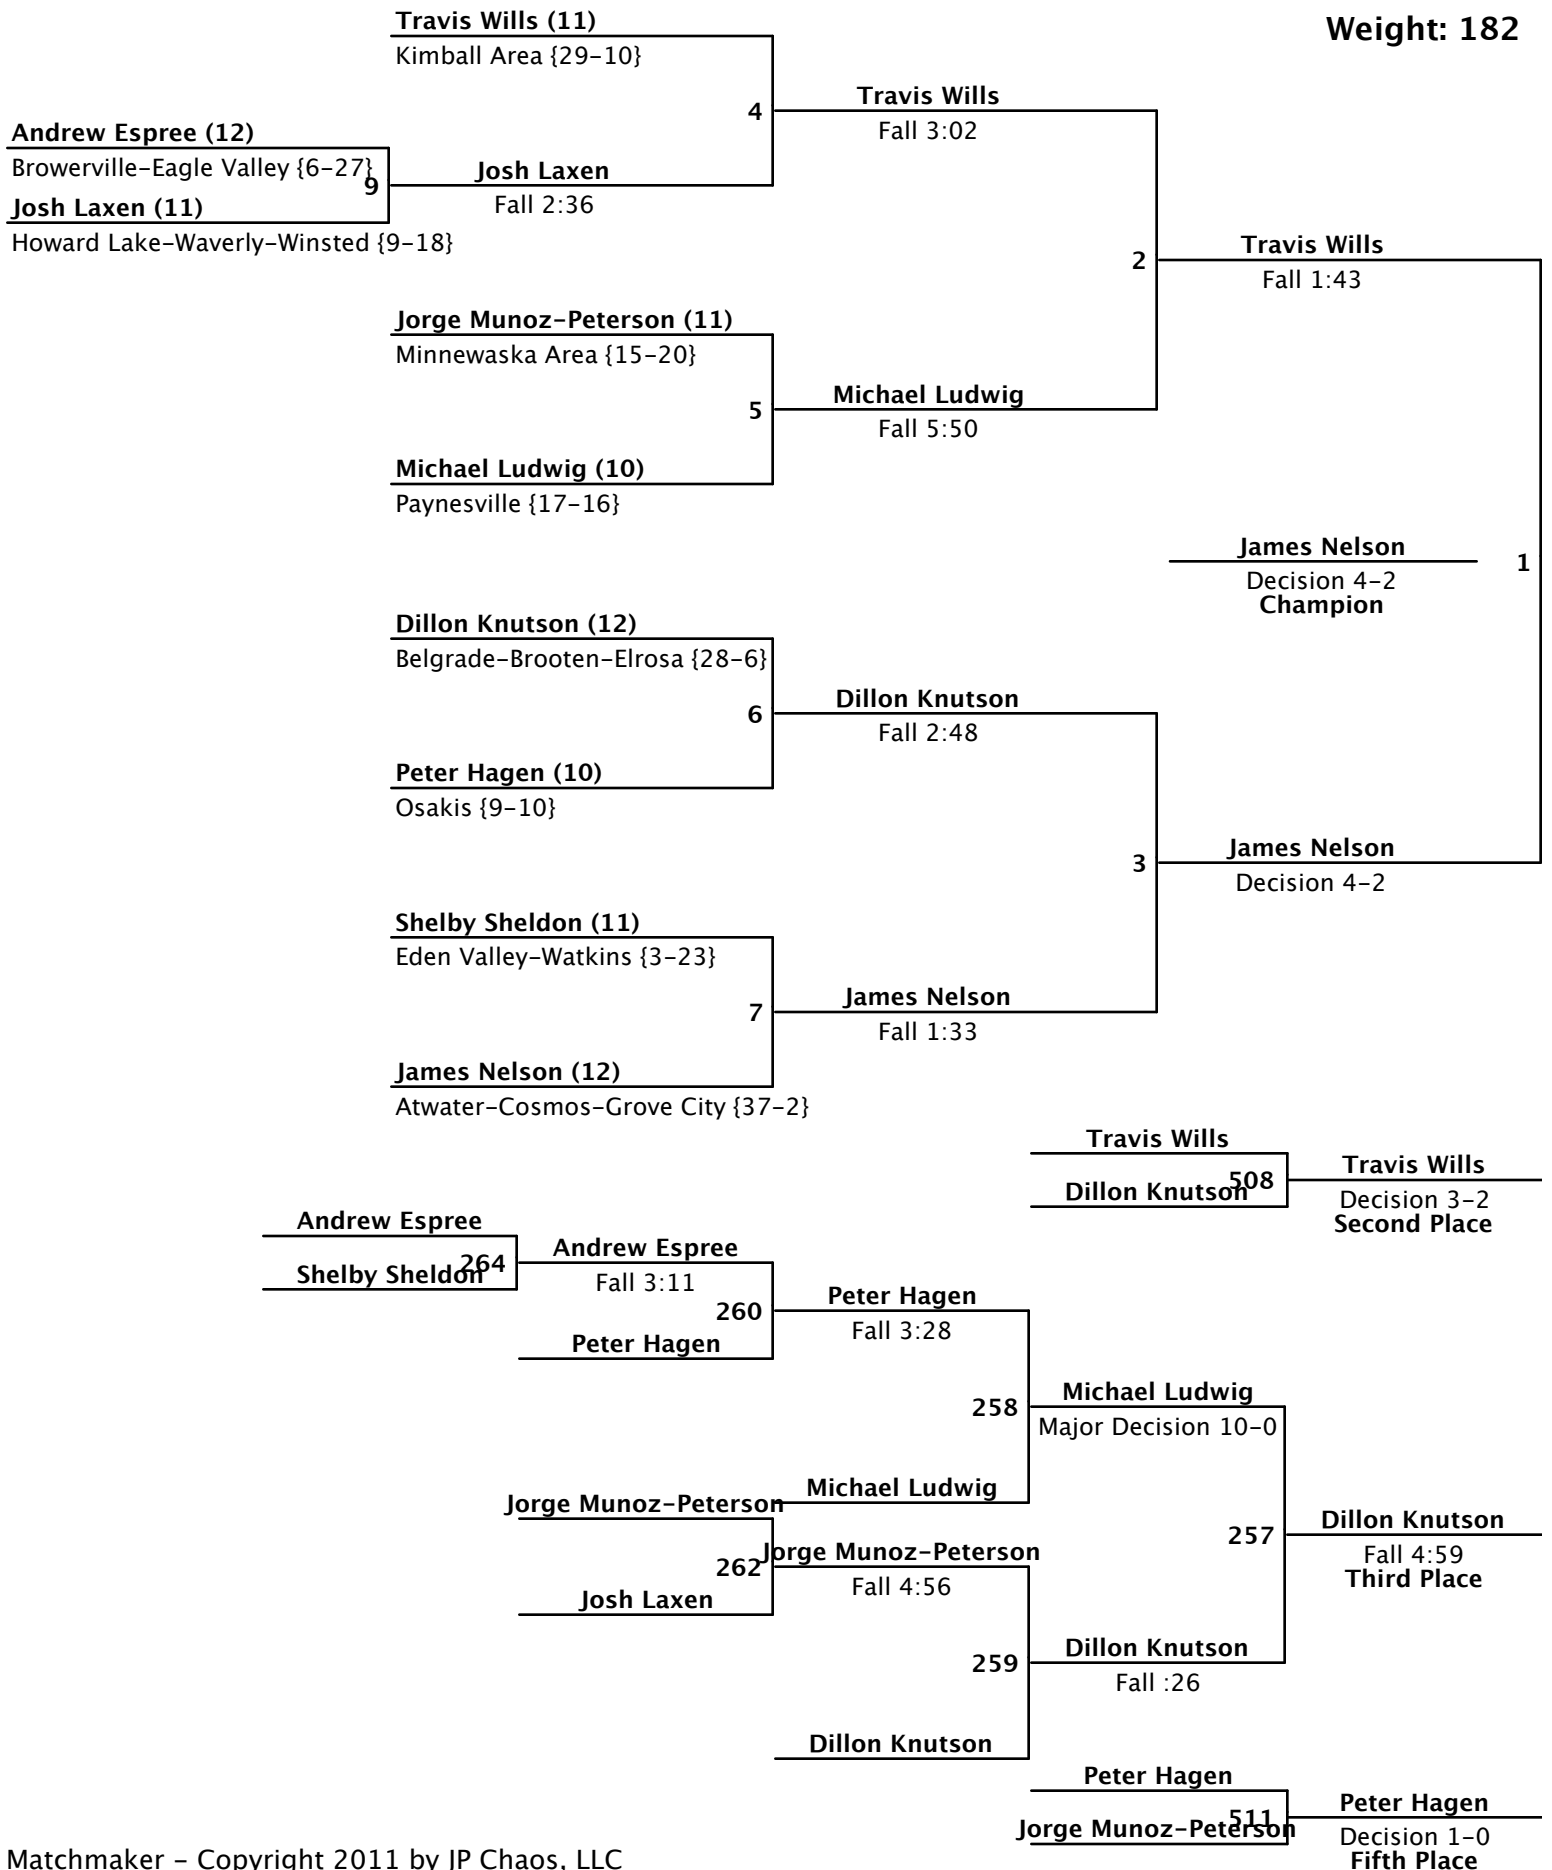 Weight: 182
Travis Wills (11)
Kimball Area {29-10}
4
Travis Wills
Fall 3:02
Andrew Espree (12)
Browerville-Eagle Valley {6-27}
9
Josh Laxen
Fall 2:36
Josh Laxen (11)
Howard Lake-Waverly-Winsted {9-18}
2
Travis Wills
Fall 1:43
Jorge Munoz-Peterson (11)
Minnewaska Area {15-20}
5
Michael Ludwig
Fall 5:50
Michael Ludwig (10)
Paynesville {17-16}
James Nelson
Decision 4-2
Champion
1
Dillon Knutson (12)
Belgrade-Brooten-Elrosa {28-6}
6
Dillon Knutson
Fall 2:48
Peter Hagen (10)
Osakis {9-10}
3
James Nelson
Decision 4-2
Shelby Sheldon (11)
Eden Valley-Watkins {3-23}
7
James Nelson
Fall 1:33
James Nelson (12)
Atwater-Cosmos-Grove City {37-2}
Travis Wills
Dillon Knutson
508
Travis Wills
Decision 3-2
Second Place
Andrew Espree
Shelby Sheldon
264
Andrew Espree
Fall 3:11
260
Peter Hagen
Peter Hagen
Fall 3:28
258
Michael Ludwig
Major Decision 10-0
Michael Ludwig
Jorge Munoz-Peterson
262
Jorge Munoz-Peterson
Fall 4:56
Josh Laxen
257
Dillon Knutson
Fall 4:59
Third Place
259
Dillon Knutson
Fall :26
Dillon Knutson
Peter Hagen
Jorge Munoz-Peterson
511
Peter Hagen
Decision 1-0
Fifth Place
Matchmaker - Copyright 2011 by JP Chaos, LLC